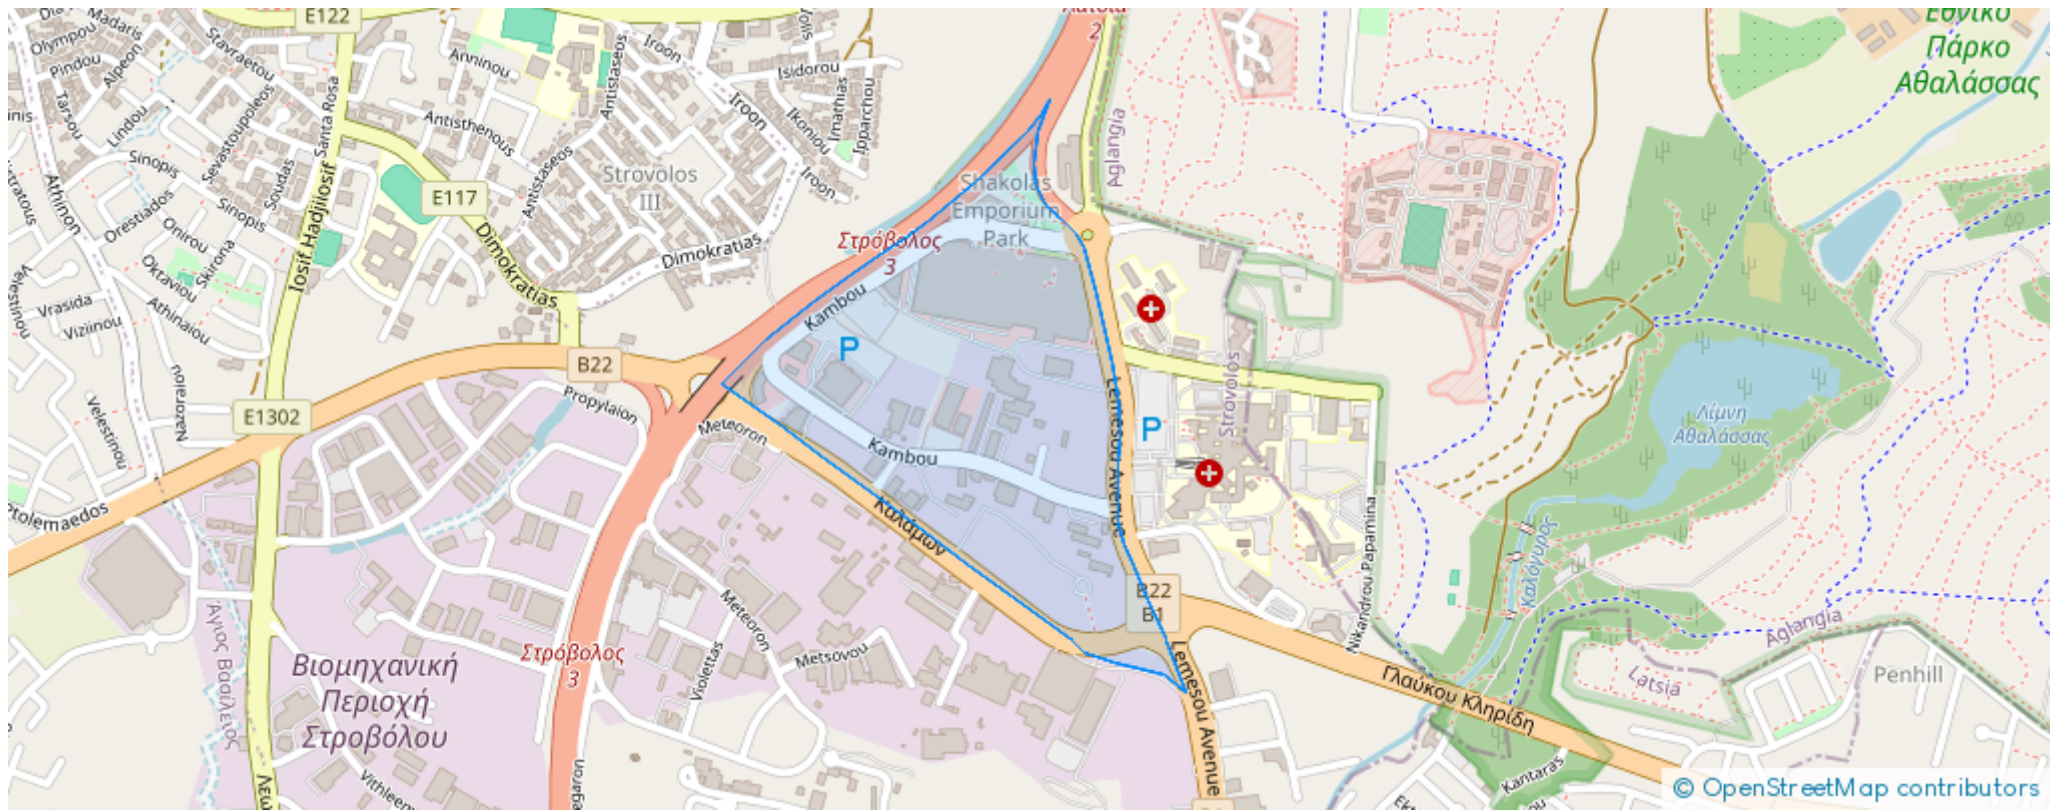 E122
Madaris
Olympou
Stavraetou
Alpeon
Pindou
Santa Rosa
Tarsou
Lindou
Sevastoupoleos
Sinopis
Soudas
Athinon
Orestiados
Sinopis
Onirou
Skirona
Oktaviou
Athinaiou
Vrasida
Viziinou
Velestinou
Velestinou
Nazoraiou
Iosif Hadjiiosif
E1302
Anninou
Antistaseos
Antisthenous
Antistaseos
E117
Dimokratias
Dimokratias
Strovolos
III
Iroon
Iroon
Iroon
Isidorou
Ikoniou
Imathias
Ipparchou
2
Aglangia
Shakolas
Emporium
Park
Στρόβολος
3
Kambou
P
Kambou
B22
Propylaion
Meteoron
Καλάμων
Lemesou Avenue
P
Strovolos
B22
B1
Lemesou Avenue
Nikandrou Papamina
Γλαύκου Κληρίδη
Meteoron
Metsovou
Violettas
Στρόβολος
3
Βιομηχανική
Περιοχή
Στροβόλου
Άγιος Βασίλειος
Εθνικό
Πάρκο
Αθαλάσσας
Λίμνη
Αθαλάσσας
Καλόγυρος
Aglangia
Latsia
Penhill
Kantaras
© OpenStreetMap contributors